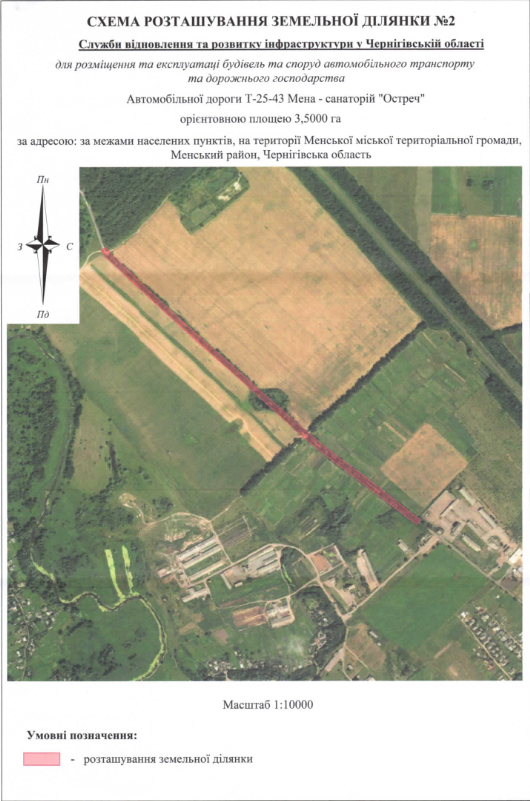 СХЕМА РОЗТАШУВАННЯ ЗЕМЕЛЬНОЇ ДІЛЯНКИ №2
Служби відновлення та розвитку інфраструктури у Чернігівській області
для розміщення та експлуатації будівель та споруд автомобільного транспорту
та дорожнього господарства
Автомобільної дороги Т-25-43 Мена - санаторій "Остреч"
орієнтовною площею 3,5000 га
за адресою: за межами населених пунктів, на території Менської міської територіальної громади,
Менський район, Чернігівська область
Пн
З С
Пд
Масштаб 1:10000
Умовні позначення:
- розташування земельної ділянки